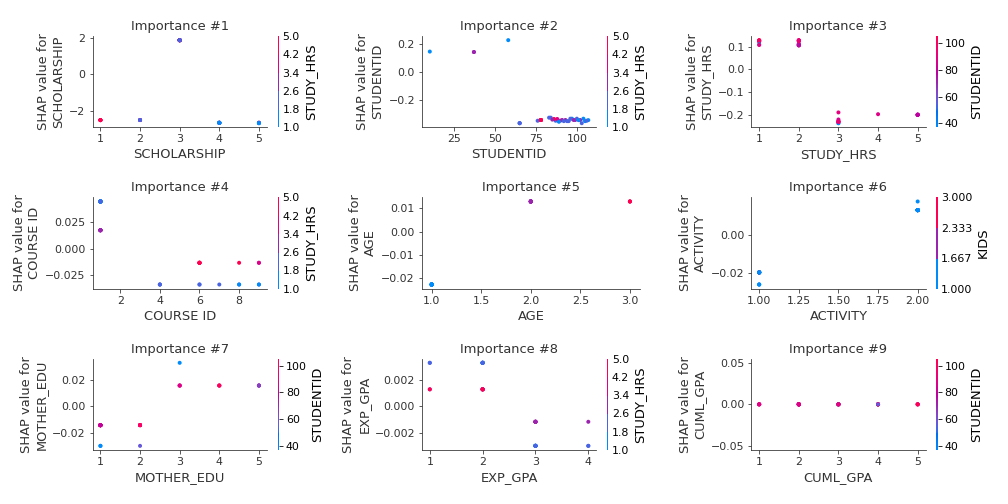 Importance #1
SHAP value for
SCHOLARSHIP
2
0
−2
1
2
3
4
5
SCHOLARSHIP
5.0
4.2
3.4
2.6
1.8
1.0
STUDY_HRS
Importance #2
SHAP value for
STUDENTID
0.2
0.0
−0.2
25
50
75
100
STUDENTID
5.0
4.2
3.4
2.6
1.8
1.0
STUDY_HRS
Importance #3
SHAP value for
STUDY_HRS
0.1
0.0
−0.1
−0.2
1
2
3
4
5
STUDY_HRS
100
80
60
40
STUDENTID
Importance #4
SHAP value for
COURSE ID
0.025
0.000
−0.025
2
4
6
8
COURSE ID
5.0
4.2
3.4
2.6
1.8
1.0
STUDY_HRS
Importance #5
SHAP value for
AGE
0.01
0.00
−0.01
−0.02
1.0
1.5
2.0
2.5
3.0
AGE
Importance #6
SHAP value for
ACTIVITY
0.00
−0.02
1.00
1.25
1.50
1.75
2.00
ACTIVITY
3.000
2.333
1.667
1.000
KIDS
Importance #7
SHAP value for
MOTHER_EDU
0.02
0.00
−0.02
1
2
3
4
5
MOTHER_EDU
100
80
60
40
STUDENTID
Importance #8
SHAP value for
EXP_GPA
0.002
0.000
−0.002
1
2
3
4
EXP_GPA
5.0
4.2
3.4
2.6
1.8
1.0
STUDY_HRS
Importance #9
SHAP value for
CUML_GPA
0.05
0.00
−0.05
1
2
3
4
5
CUML_GPA
100
80
60
40
STUDENTID